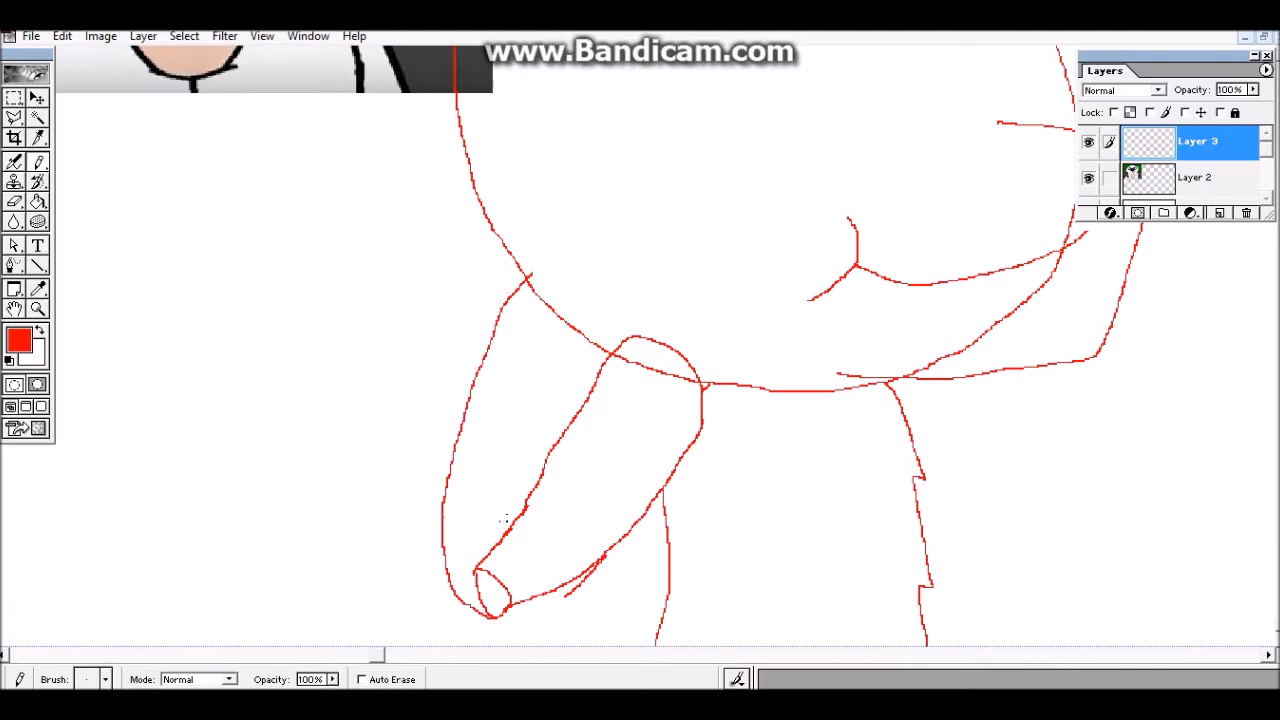 www.Bandicam.com
File Edit Image Layer Select Filter Window Help
Layers
Normal Opacity: 100%
Lock:
Layer 3
Layer 2
T
Brush: Mode: Normal Opacity: 100% Auto Erase